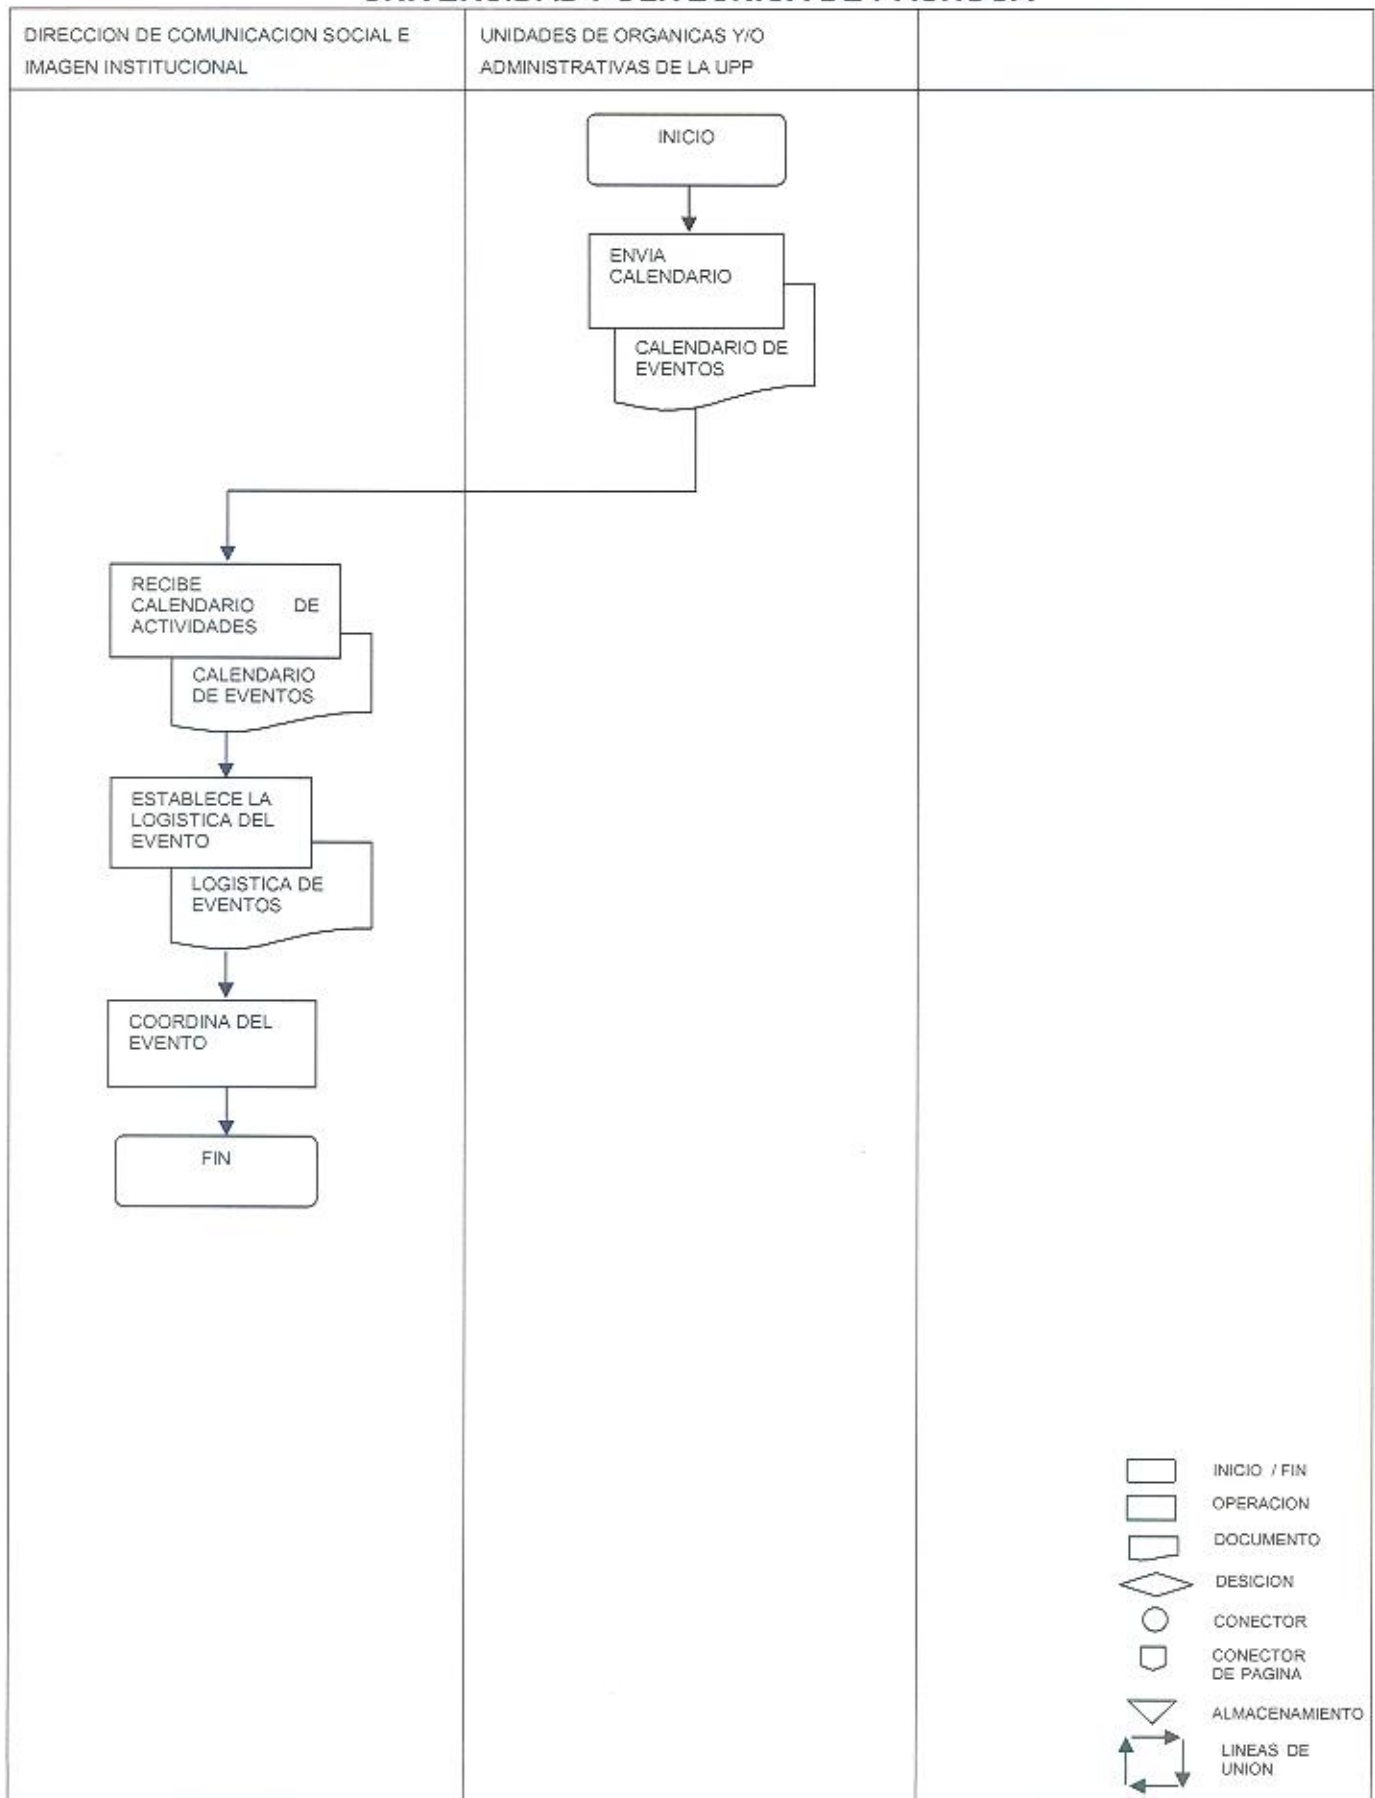 DIRECCION DE COMUNICACION SOCIAL E
IMAGEN INSTITUCIONAL
UNIDADES DE ORGANICAS Y/O
ADMINISTRATIVAS DE LA UPP
INICIO
ENVIA
CALENDARIO
CALENDARIO DE
EVENTOS
RECIBE
CALENDARIO DE
ACTIVIDADES
CALENDARIO
DE EVENTOS
ESTABLECE LA
LOGISTICA DEL
EVENTO
LOGISTICA DE
EVENTOS
COORDINA DEL
EVENTO
FIN
INICIO / FIN
OPERACION
DOCUMENTO
DESICION
CONECTOR
CONECTOR
DE PAGINA
ALMACENAMIENTO
LINEAS DE
UNION